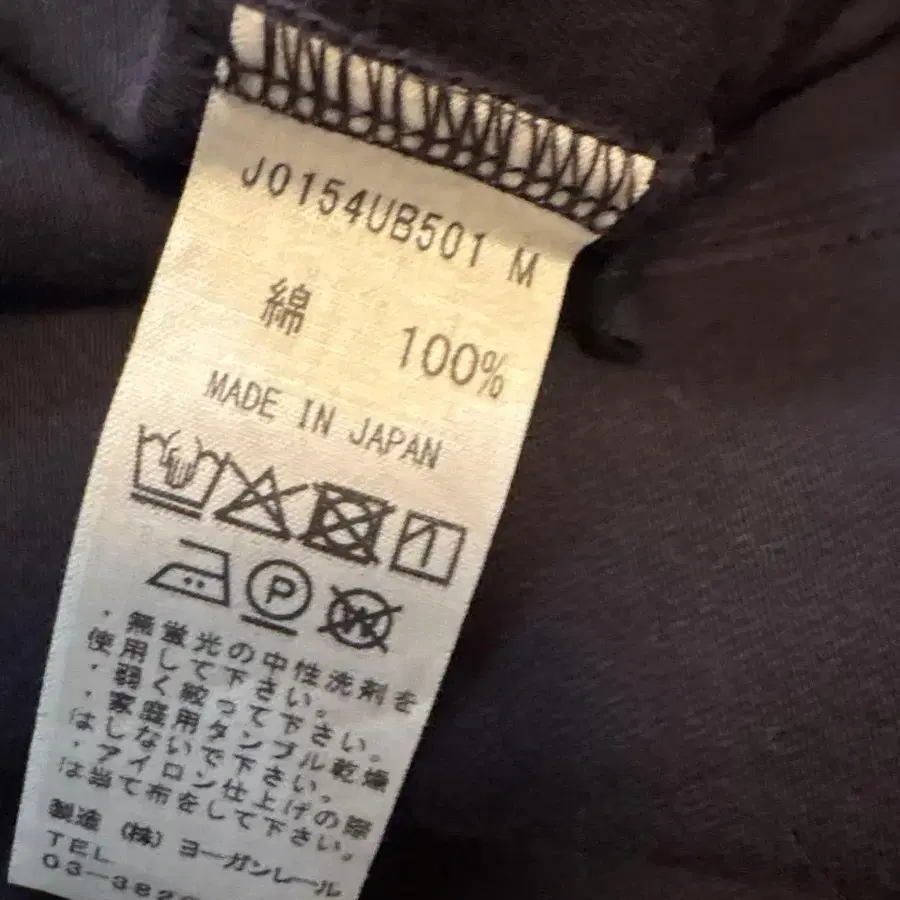 J0154UB501 M
綿 100%
MADE IN JAPAN
P
W
・無蛍光の中性洗剤を
使用して下さい。
・弱く絞って下さい。
・家庭用タンブル乾燥
はしないで下さい。
・アイロン仕上げの際
は当て布をして下さい。
製造 (株) ヨーガンレール
TEL
03-382